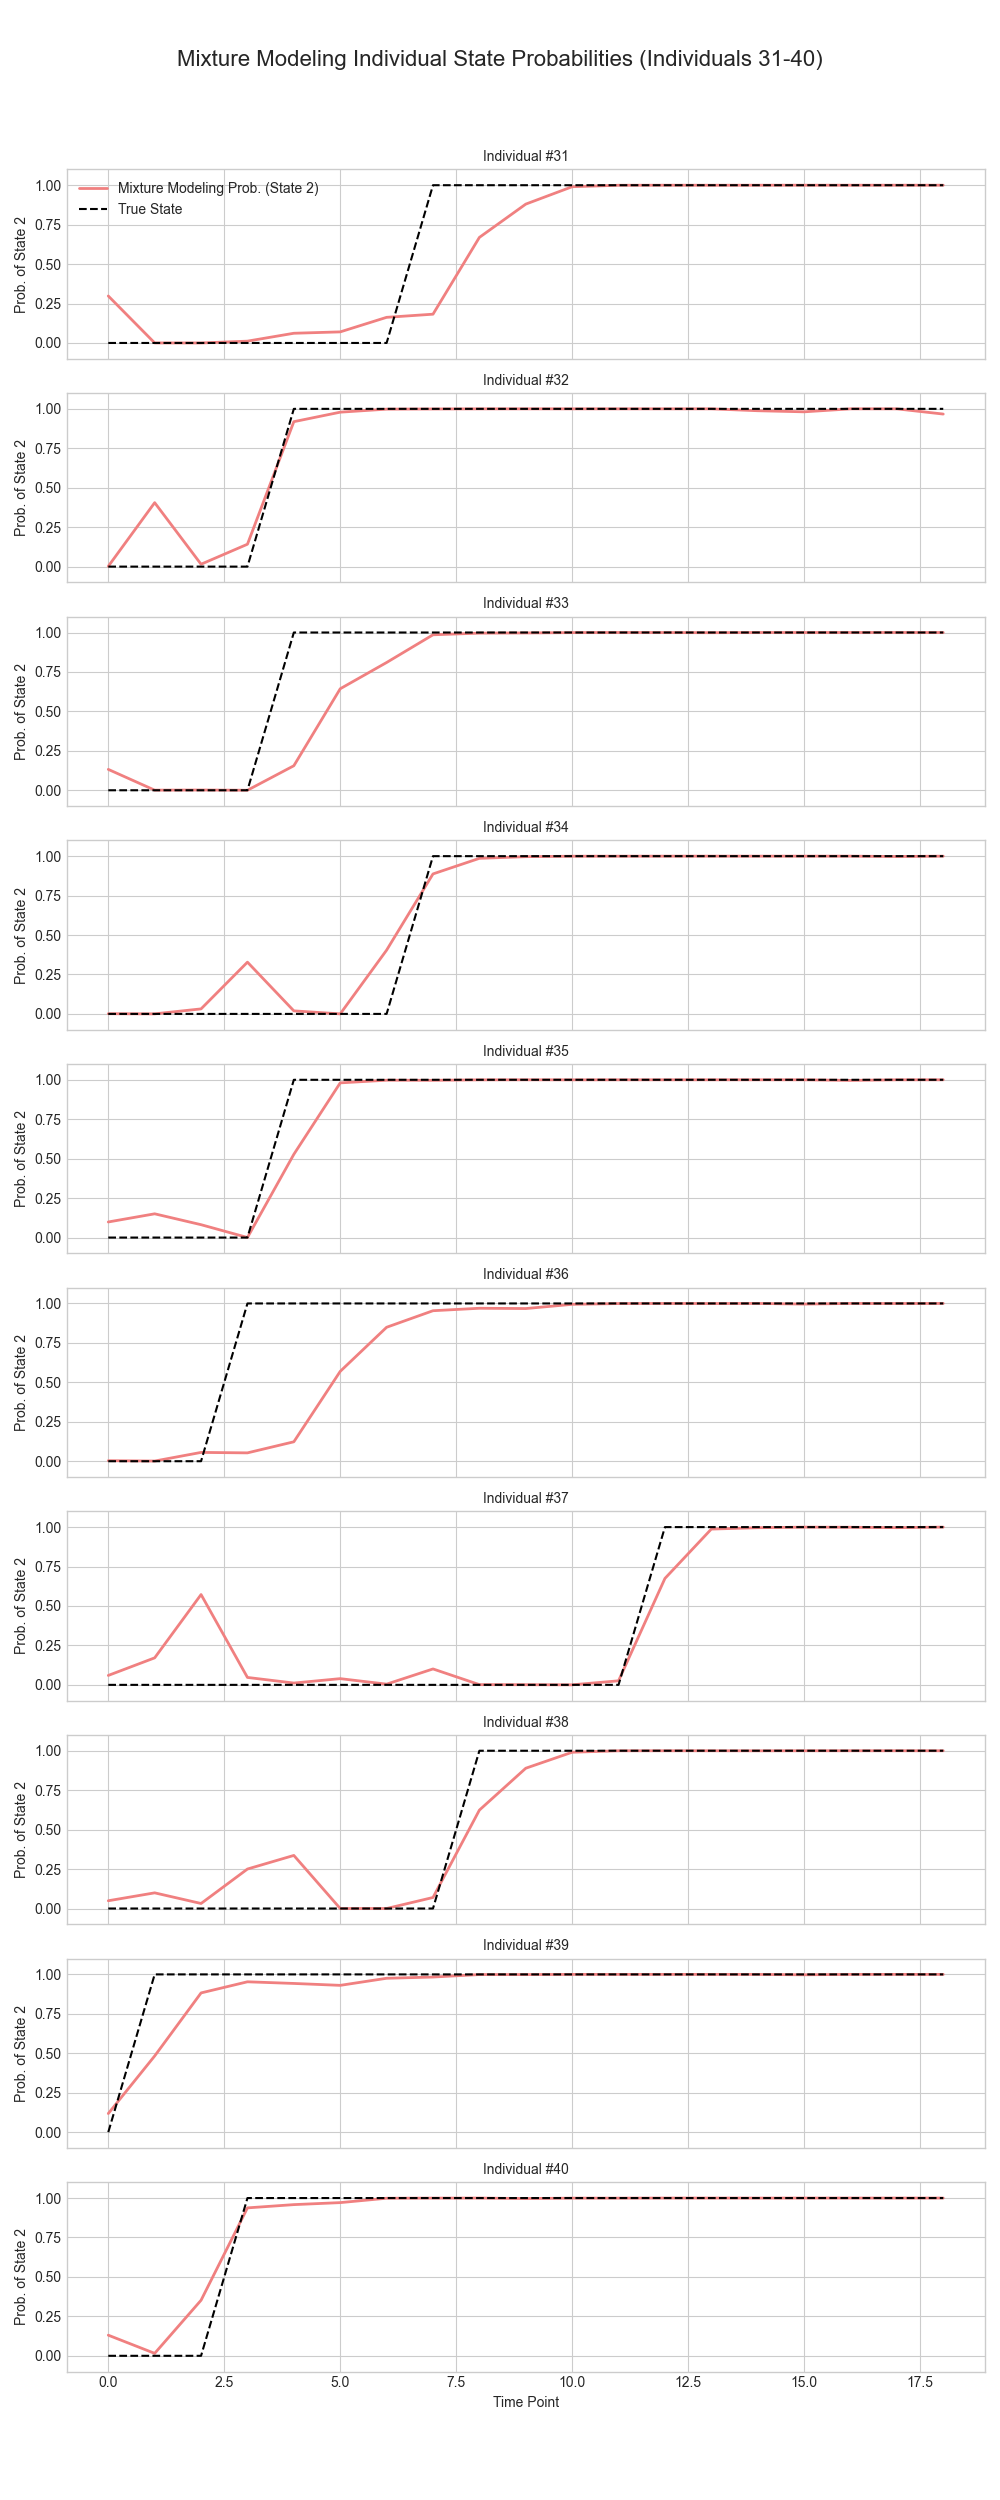 Mixture Modeling Individual State Probabilities (Individuals 31-40)
Individual #31
Mixture Modeling Prob. (State 2)
True State
Prob. of State 2
1.00
0.75
0.50
0.25
0.00
Individual #32
Prob. of State 2
1.00
0.75
0.50
0.25
0.00
Individual #33
Prob. of State 2
1.00
0.75
0.50
0.25
0.00
Individual #34
Prob. of State 2
1.00
0.75
0.50
0.25
0.00
Individual #35
Prob. of State 2
1.00
0.75
0.50
0.25
0.00
Individual #36
Prob. of State 2
1.00
0.75
0.50
0.25
0.00
Individual #37
Prob. of State 2
1.00
0.75
0.50
0.25
0.00
Individual #38
Prob. of State 2
1.00
0.75
0.50
0.25
0.00
Individual #39
Prob. of State 2
1.00
0.75
0.50
0.25
0.00
Individual #40
Prob. of State 2
1.00
0.75
0.50
0.25
0.00
0.0 2.5 5.0 7.5 10.0 12.5 15.0 17.5
Time Point